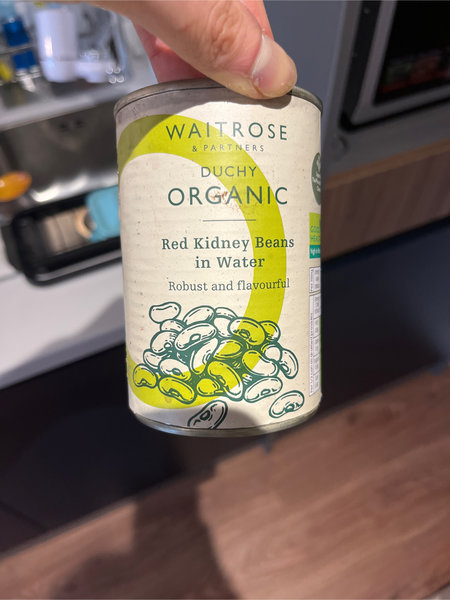 WAITROSE
& PARTNERS
DUCHY
ORGANIC
Red Kidney Beans
in Water
Robust and flavourful